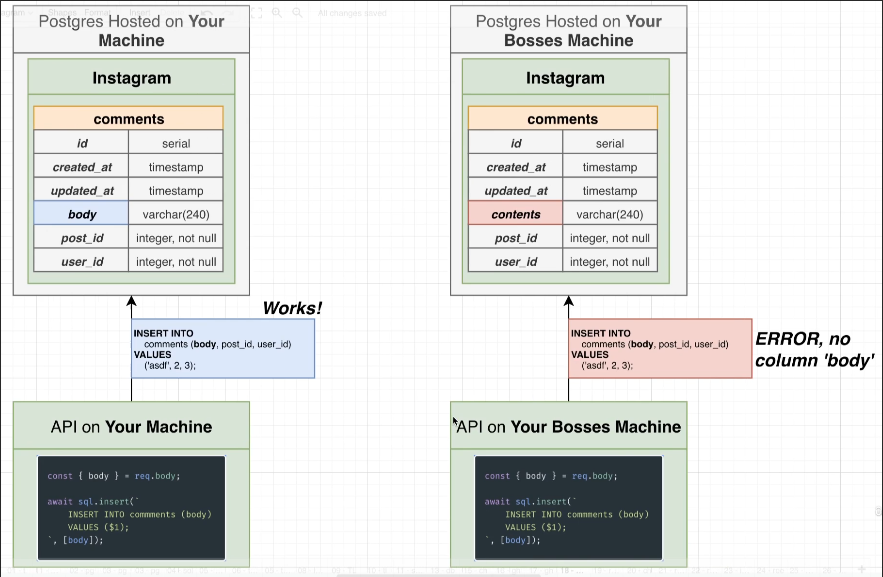 All changes saved
Postgres Hosted on Your
Machine
Instagram
comments
id serial
created_at timestamp
updated_at timestamp
body varchar(240)
post_id integer, not null
user_id integer, not null
Works!
INSERT INTO
comments (body, post_id, user_id)
VALUES
('asdf', 2, 3);
API on Your Machine
const { body } = req.body;
await sql.insert(`
INSERT INTO commments (body)
VALUES ($1);
`, [body]);
Postgres Hosted on Your
Bosses Machine
Instagram
comments
id serial
created_at timestamp
updated_at timestamp
contents varchar(240)
post_id integer, not null
user_id integer, not null
INSERT INTO
comments (body, post_id, user_id)
VALUES
('asdf', 2, 3);
ERROR, no
column 'body'
API on Your Bosses Machine
const { body } = req.body;
await sql.insert(`
INSERT INTO commments (body)
VALUES ($1);
`, [body]);